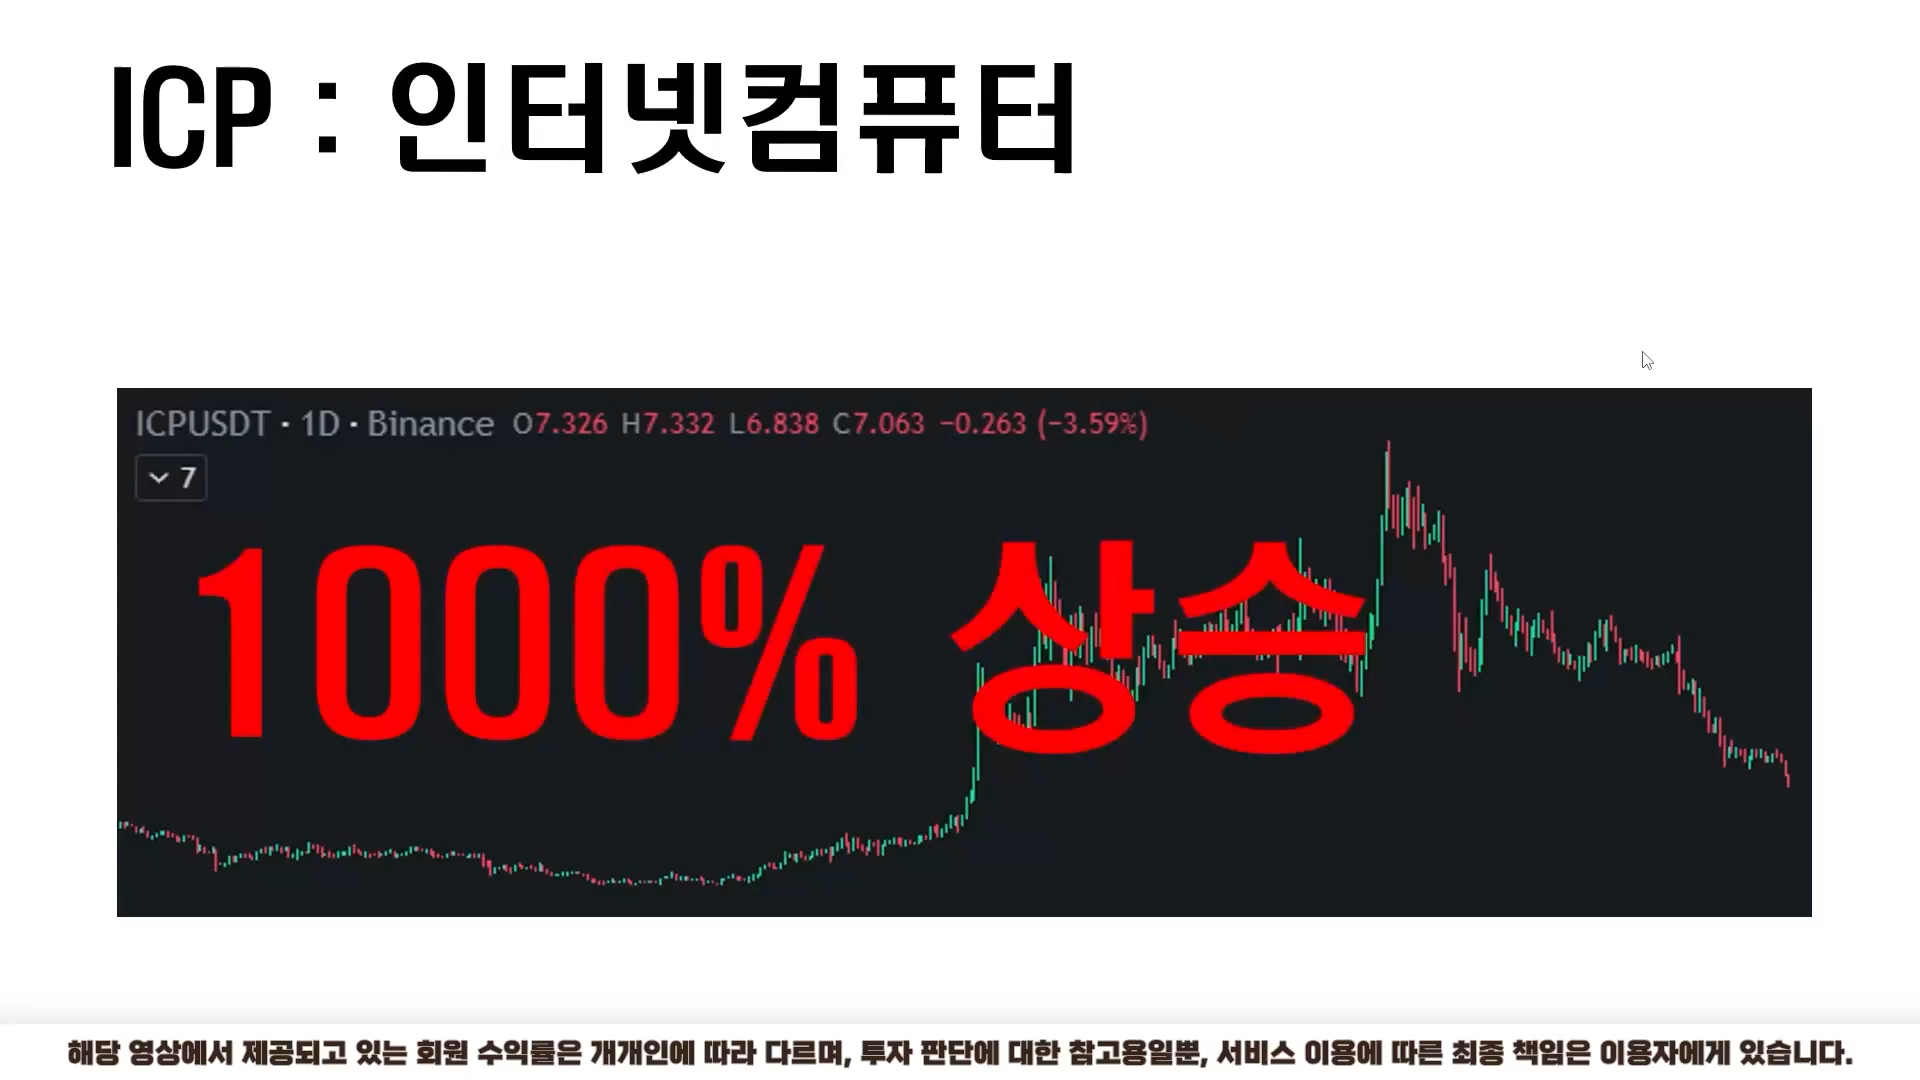 ICP : 인터넷컴퓨터
ICPUSDT · 1D · Binance O7.326 H7.332 L6.838 C7.063 −0.263 (−3.59%)
7
1000% 상승
해당 영상에서 제공되고 있는 회원 수익률은 개개인에 따라 다르며, 투자 판단에 대한 참고용일뿐, 서비스 이용에 따른 최종 책임은 이용자에게 있습니다.